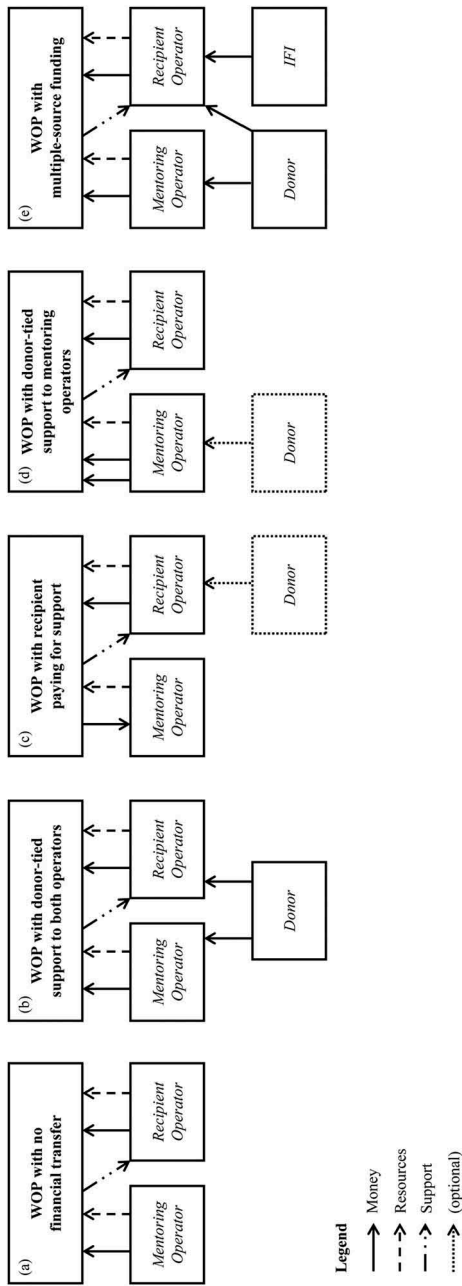 (a)
WOP with no
financial transfer
Mentoring
Operator
Recipient
Operator
(b)
WOP with donor-tied
support to both operators
Mentoring
Operator
Recipient
Operator
Donor
(c)
WOP with recipient
paying for support
Mentoring
Operator
Recipient
Operator
Donor
(d)
WOP with donor-tied
support to mentoring
operators
Mentoring
Operator
Recipient
Operator
Donor
(e)
WOP with
multiple-source funding
Mentoring
Operator
Recipient
Operator
Donor
IFI
Legend
Money
Resources
Support
(optional)